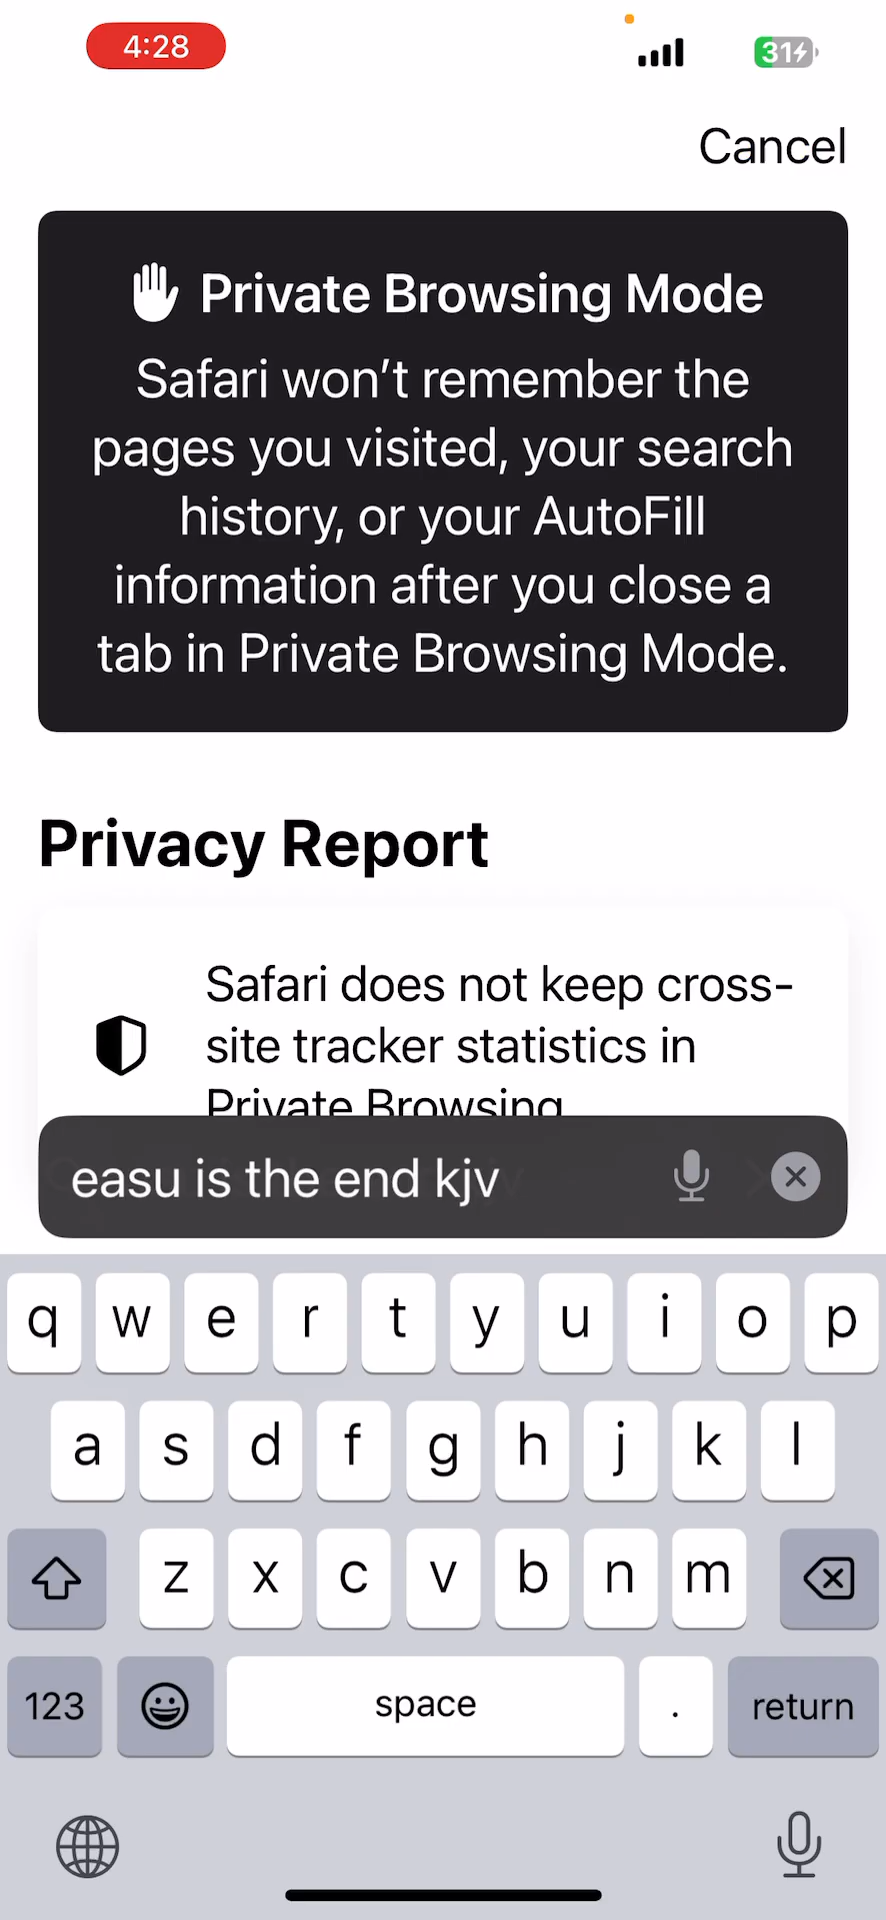 4:28
31
Cancel
Private Browsing Mode
Safari won't remember the
pages you visited, your search
history, or your AutoFill
information after you close a
tab in Private Browsing Mode.
Privacy Report
Safari does not keep cross-
site tracker statistics in
Private Browsing
easu is the end kjv
q w e r t y u i o p
a s d f g h j k l
z x c v b n m
123 space . return